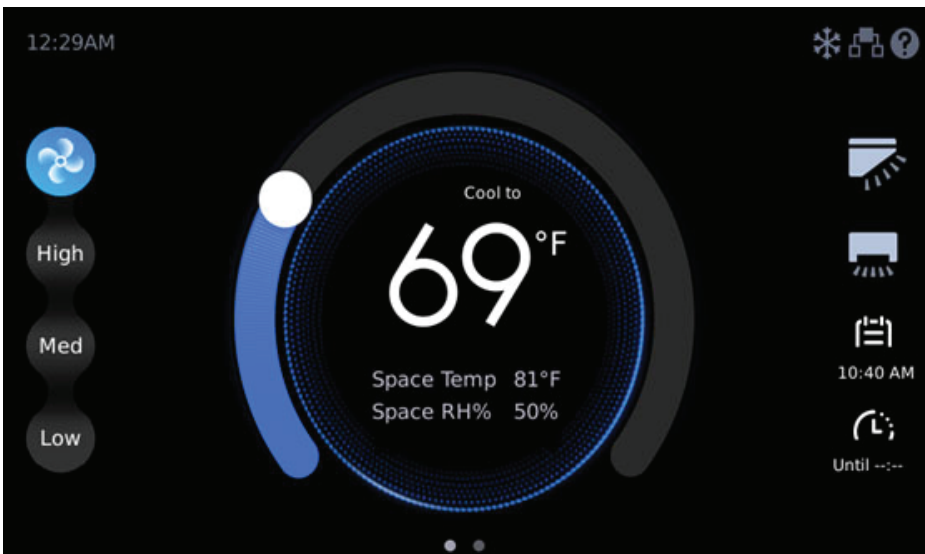 12:29AM
?
Cool to
69°F
High
Med
Low
Space Temp 81°F
Space RH% 50%
10:40 AM
Until --:--